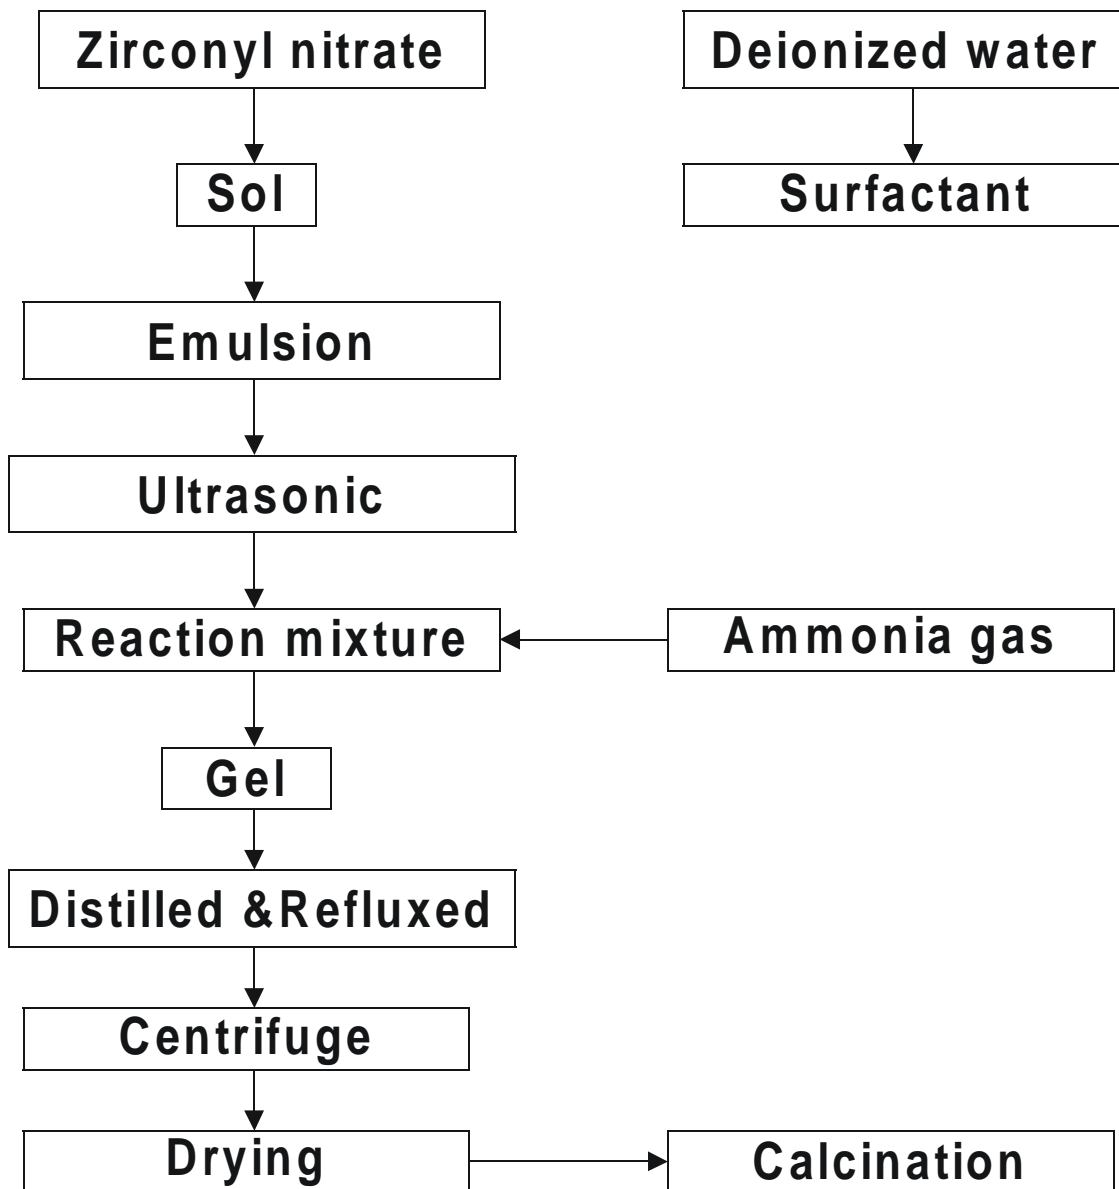 Zirconyl nitrate
Deionized water
Sol
Surfactant
Emulsion
Ultrasonic
Reaction mixture
Ammonia gas
Gel
Distilled &Refluxed
Centrifuge
Drying
Calcination